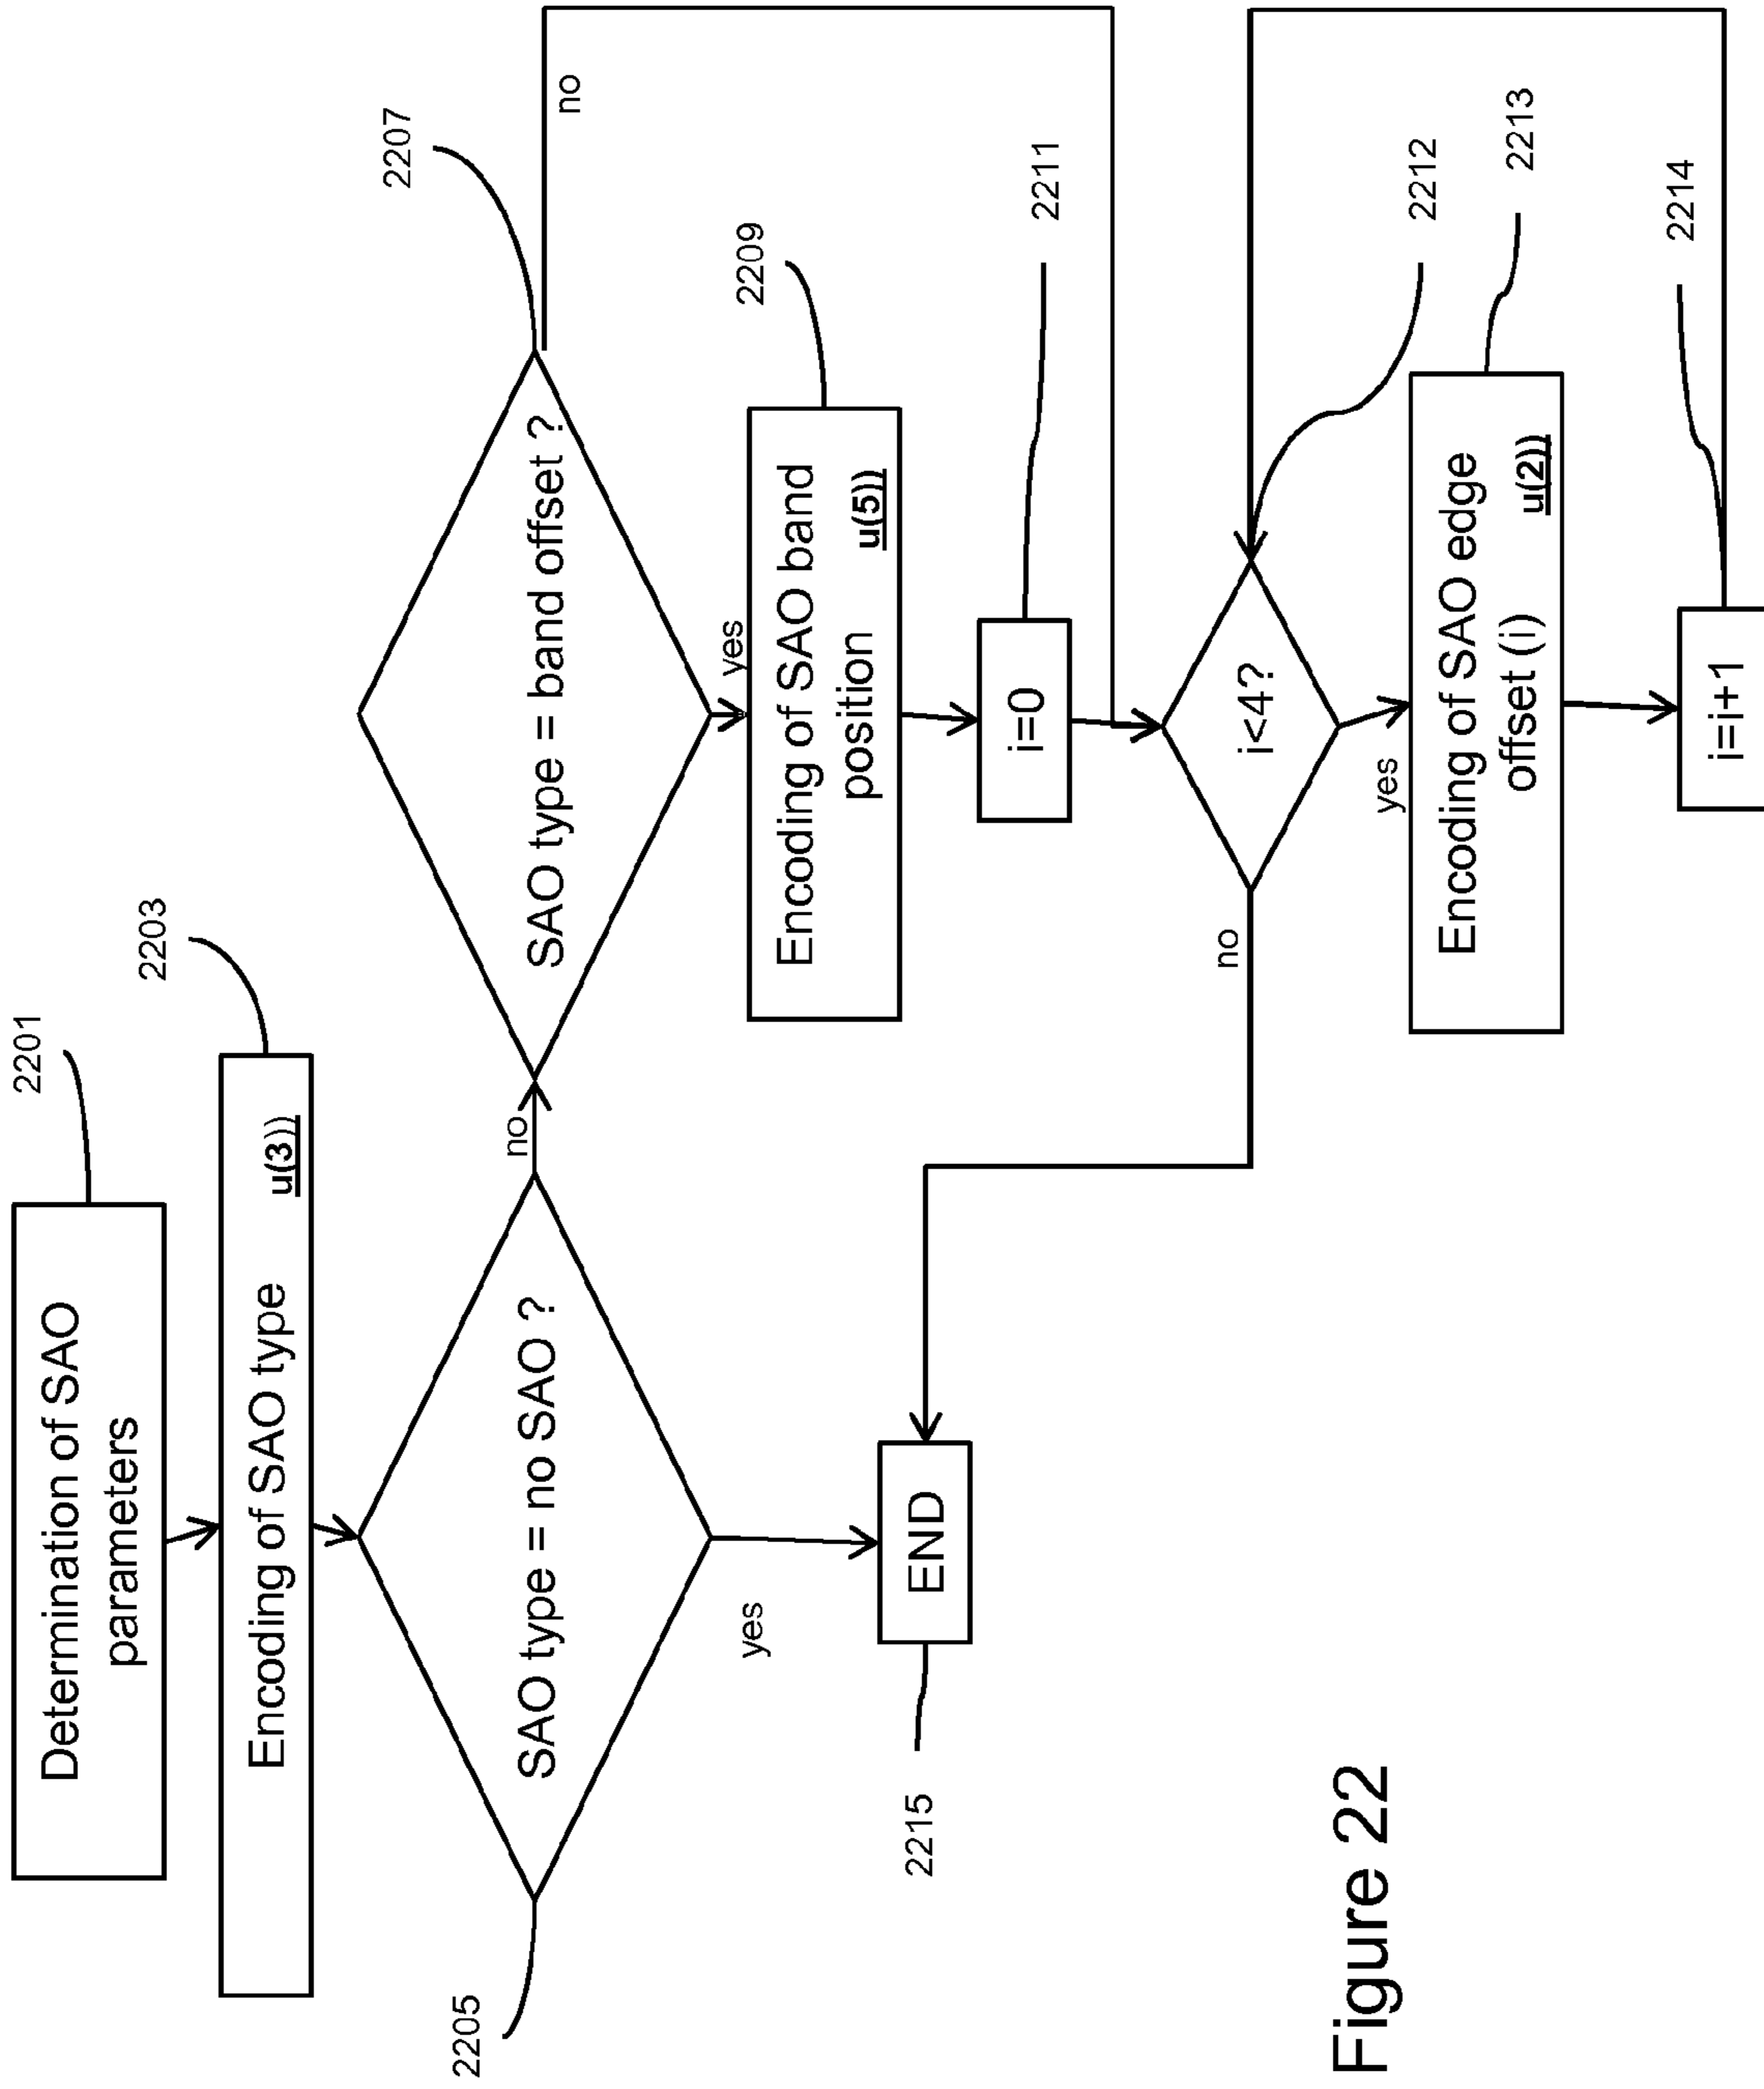 2201
Determination of SAO
parameters
2203
Encoding of SAO type u(3))
2205
SAO type = no SAO ?
no
yes
2207
SAO type = band offset ?
no
yes
2209
Encoding of SAO band
position u(5))
2211
i=0
2212
i<4?
no
yes
2213
Encoding of SAO edge
offset (i) u(2))
2214
i=i+1
END
2215
Figure 22